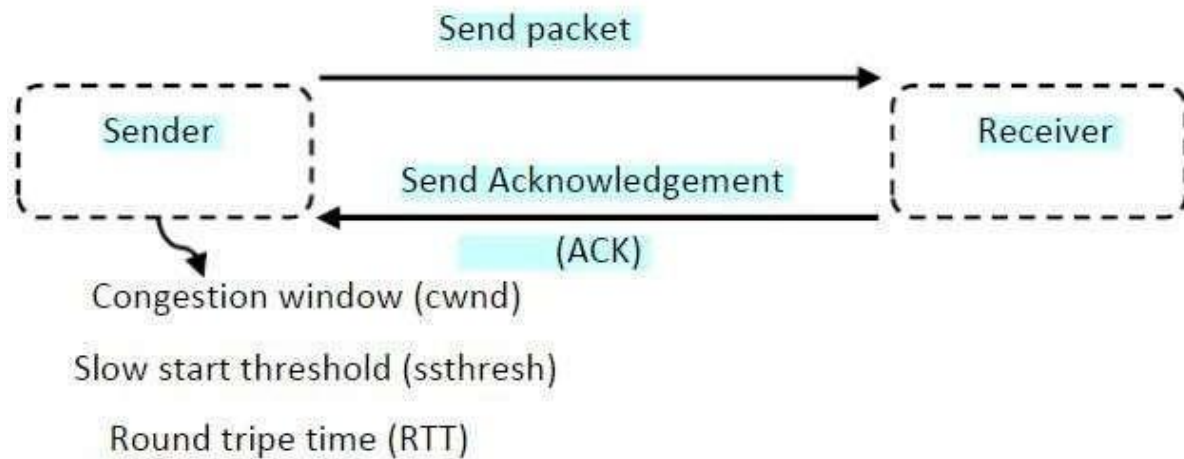 Send packet
Sender
Receiver
Send Acknowledgement
(ACK)
Congestion window (cwnd)
Slow start threshold (ssthresh)
Round tripe time (RTT)